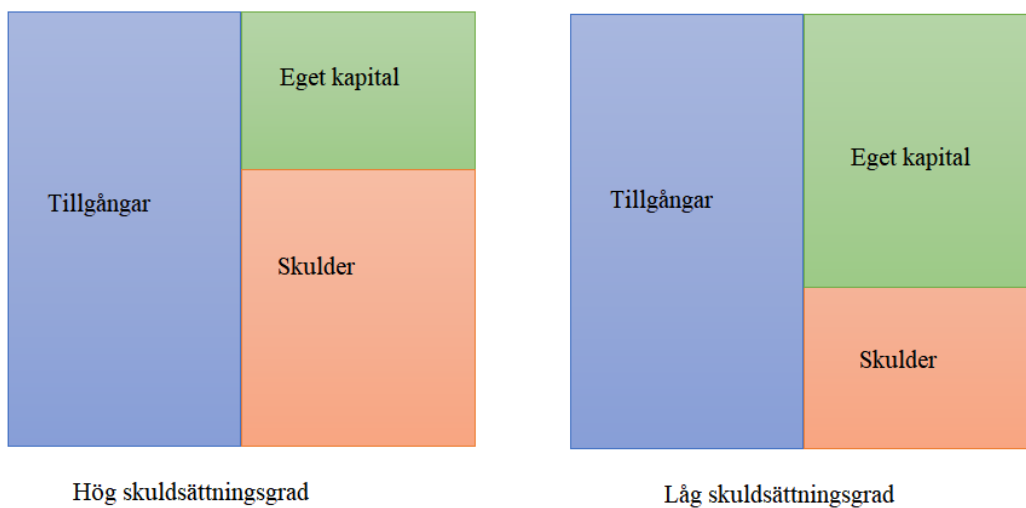 Tillgångar
Eget kapital
Skulder
Hög skuldsättningsgrad
Tillgångar
Eget kapital
Skulder
Låg skuldsättningsgrad